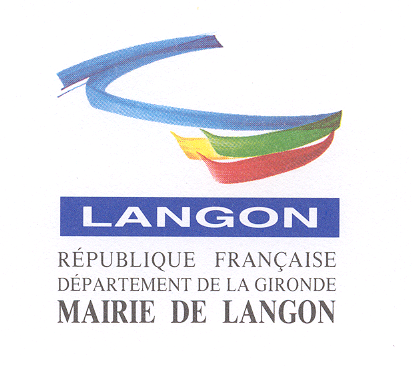 LANGON
RÉPUBLIQUE FRANÇAISE
DÉPARTEMENT DE LA GIRONDE
MAIRIE DE LANGON